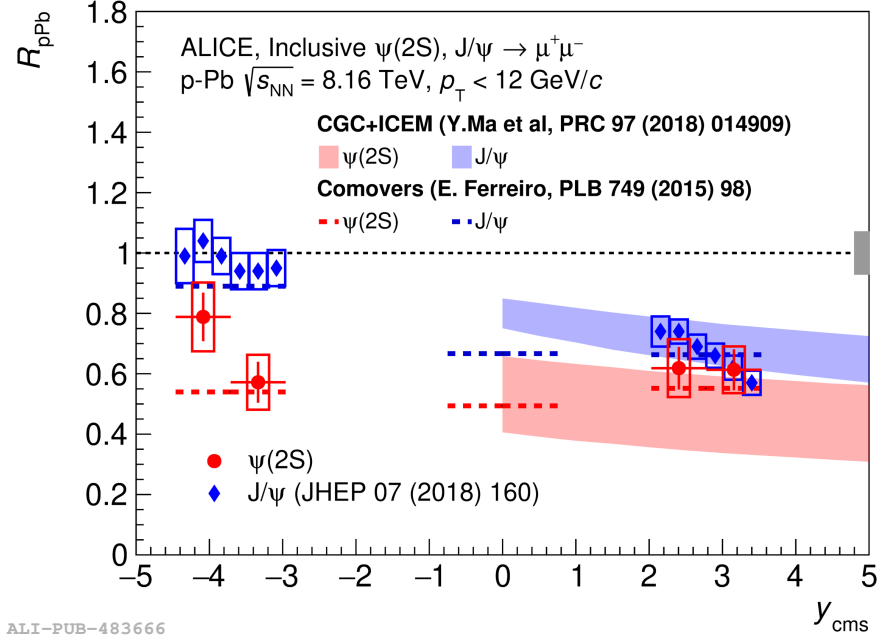 R_pPb
1.8
1.6
1.4
1.2
1
0.8
0.6
0.4
0.2
0
ALICE, Inclusive ψ(2S), J/ψ → μ⁺μ⁻
p-Pb √s_NN = 8.16 TeV, p_T < 12 GeV/c
CGC+ICEM (Y.Ma et al, PRC 97 (2018) 014909)
ψ(2S) J/ψ
Comovers (E. Ferreiro, PLB 749 (2015) 98)
ψ(2S) J/ψ
ψ(2S)
J/ψ (JHEP 07 (2018) 160)
−5 −4 −3 −2 −1 0 1 2 3 4 5
y_cms
ALI-PUB-483666